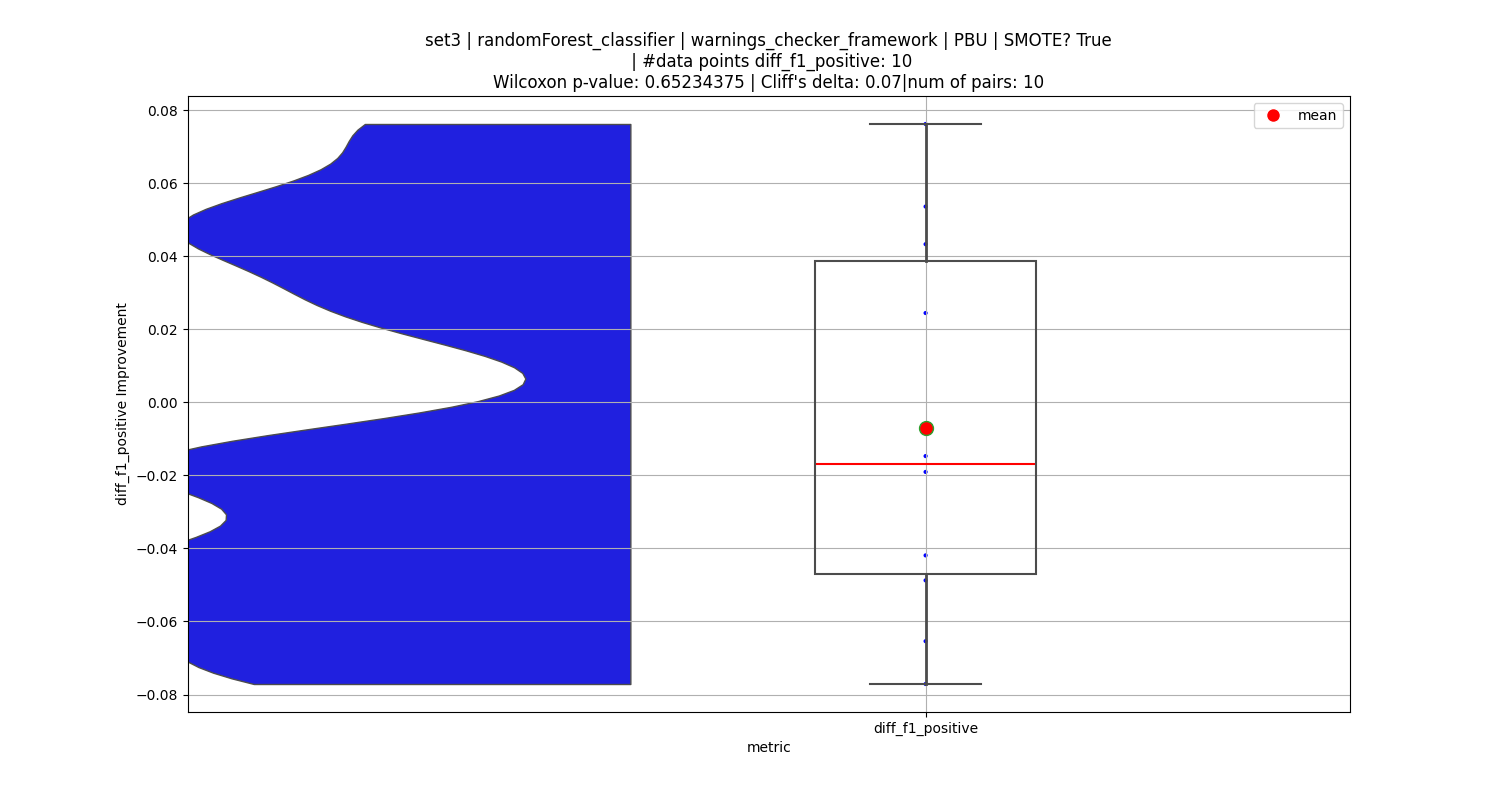 set3 | randomForest_classifier | warnings_checker_framework | PBU | SMOTE? True
| #data points diff_f1_positive: 10
Wilcoxon p-value: 0.65234375 | Cliff's delta: 0.07|num of pairs: 10
mean
0.08
0.06
0.04
0.02
0.00
−0.02
−0.04
−0.06
−0.08
diff_f1_positive Improvement
diff_f1_positive
metric